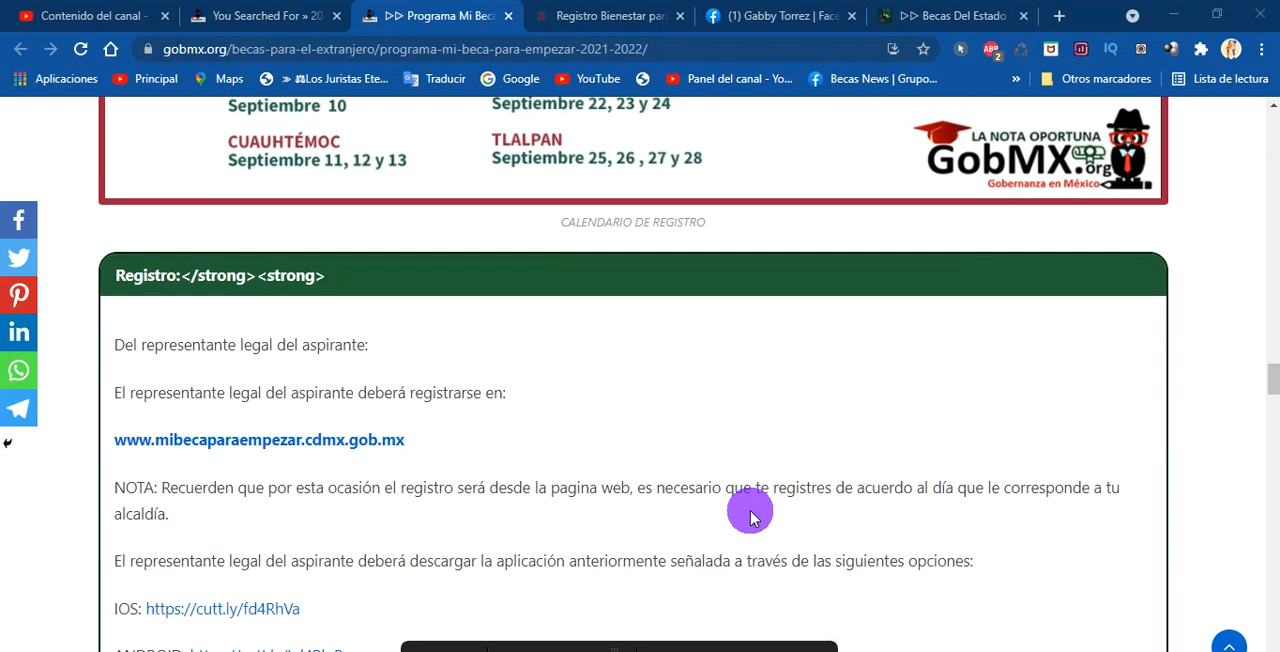 Contenido del canal -
You Searched For » 20
▷▷ Programa Mi Beca
Registro Bienestar par
(1) Gabby Torrez | Face
▷▷ Becas Del Estado
gobmx.org/becas-para-el-extranjero/programa-mi-beca-para-empezar-2021-2022/
ABP
2
IQ
Aplicaciones
Principal
Maps
» ⚖Los Juristas Ete...
Traducir
Google
YouTube
Panel del canal - Yo...
Becas News | Grupo...
»
Otros marcadores
Lista de lectura
Septiembre 10
Septiembre 22, 23 y 24
CUAUHTÉMOC
TLALPAN
Septiembre 11, 12 y 13
Septiembre 25, 26 , 27 y 28
LA NOTA OPORTUNA
GobMX.org
Gobernanza en México
CALENDARIO DE REGISTRO
Registro:</strong><strong>
Del representante legal del aspirante:
El representante legal del aspirante deberá registrarse en:
www.mibecaparaempezar.cdmx.gob.mx
NOTA: Recuerden que por esta ocasión el registro será desde la pagina web, es necesario que te registres de acuerdo al día que le corresponde a tu
alcaldía.
El representante legal del aspirante deberá descargar la aplicación anteriormente señalada a través de las siguientes opciones:
IOS: https://cutt.ly/fd4RhVa